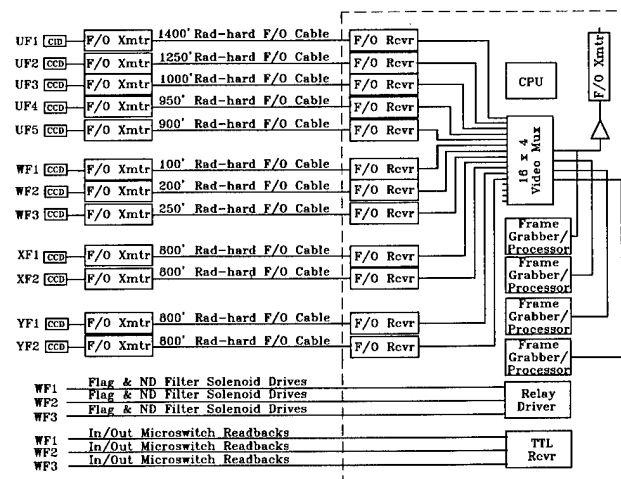 UF1 CID F/O Xmtr 1400' Rad-hard F/O Cable F/O Rcvr
UF2 CCD F/O Xmtr 1250' Rad-hard F/O Cable F/O Rcvr
UF3 CCD F/O Xmtr 1000' Rad-hard F/O Cable F/O Rcvr
UF4 CCD F/O Xmtr 950' Rad-hard F/O Cable F/O Rcvr
UF5 CCD F/O Xmtr 900' Rad-hard F/O Cable F/O Rcvr
WF1 CCD F/O Xmtr 100' Rad-hard F/O Cable F/O Rcvr
WF2 CCD F/O Xmtr 200' Rad-hard F/O Cable F/O Rcvr
WF3 CCD F/O Xmtr 250' Rad-hard F/O Cable F/O Rcvr
XF1 CCD F/O Xmtr 800' Rad-hard F/O Cable F/O Rcvr
XF2 CCD F/O Xmtr 800' Rad-hard F/O Cable F/O Rcvr
YF1 CCD F/O Xmtr 800' Rad-hard F/O Cable F/O Rcvr
YF2 CCD F/O Xmtr 800' Rad-hard F/O Cable F/O Rcvr
WF1 Flag & ND Filter Solenoid Drives
WF2 Flag & ND Filter Solenoid Drives
WF3 Flag & ND Filter Solenoid Drives
WF1 In/Out Microswitch Readbacks
WF2 In/Out Microswitch Readbacks
WF3 In/Out Microswitch Readbacks
CPU
F/O Xmtr
16 x 4
Video Mux
Frame
Grabber/
Processor
Frame
Grabber/
Processor
Frame
Grabber/
Processor
Frame
Grabber/
Processor
Relay
Driver
TTL
Rcvr